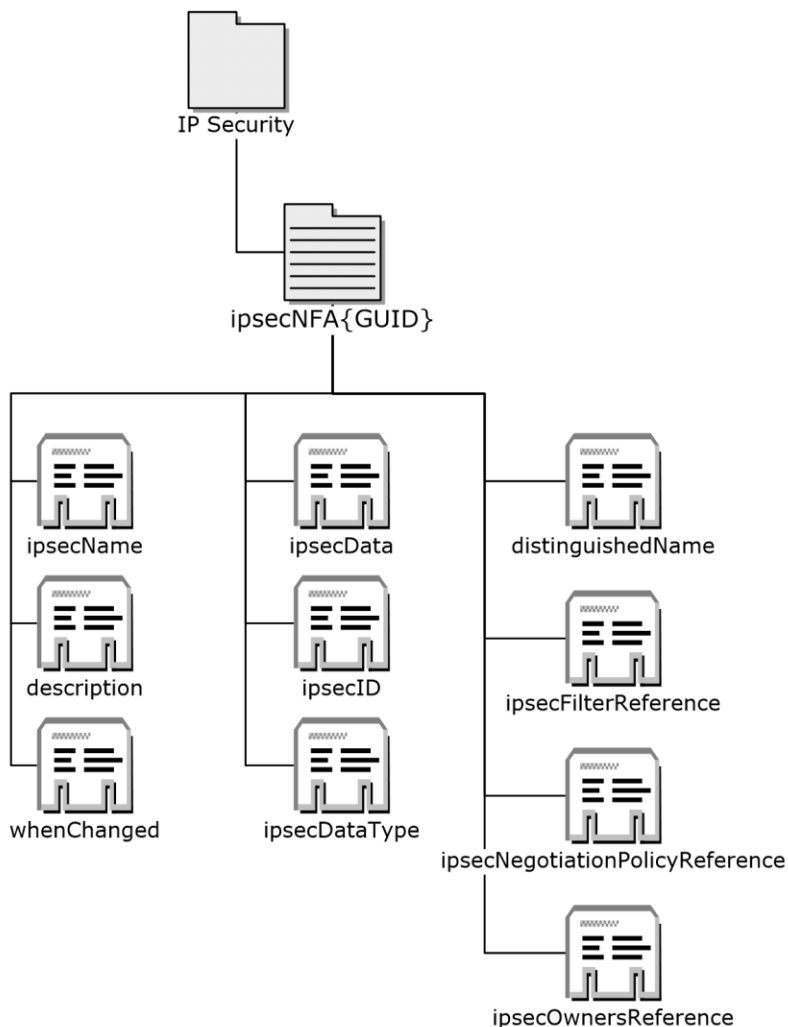 IP Security
ipsecNFA{GUID}
ipsecName
ipsecData
distinguishedName
description
ipsecID
ipsecFilterReference
whenChanged
ipsecDataType
ipsecNegotiationPolicyReference
ipsecOwnersReference